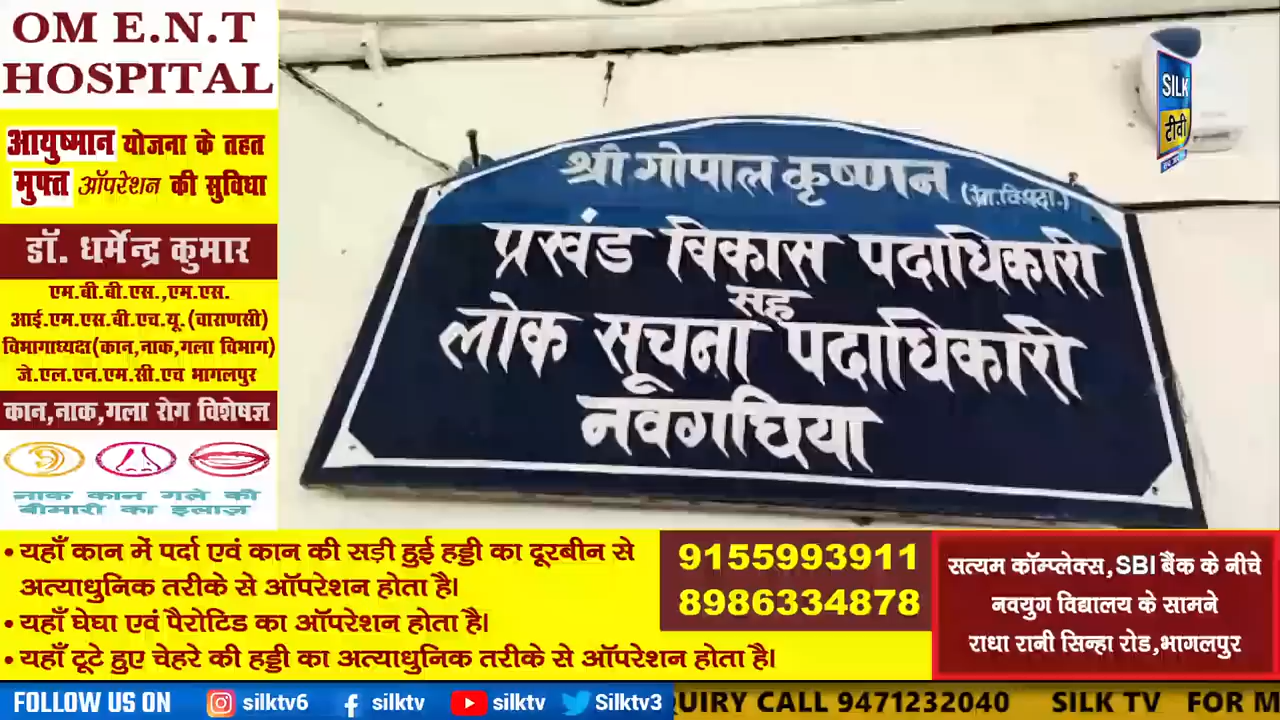 OM E.N.T
HOSPITAL
आयुष्मान योजना के तहत
मुफ्त ऑपरेशन की सुविधा
डॉ. धर्मेन्द्र कुमार
एम.बी.बी.एस.,एम.एस.
आई.एम.एस.बी.एच.यू.(वाराणसी)
विभागाध्यक्ष(कान,नाक,गला विभाग)
जे.एल.एन.एम.सी.एच भागलपुर
कान,नाक,गला रोग विशेषज्ञ
नाक कान गले की
बीमारी का इलाज़
SILK
टीवी
श्री गोपाल कृष्णन
प्रखंड विकास पदाधिकारी
सह
लोक सूचना पदाधिकारी
नवगछिया
• यहाँ कान में पर्दा एवं कान की सड़ी हुई हड्डी का दूरबीन से
अत्याधुनिक तरीके से ऑपरेशन होता है।
• यहाँ घेघा एवं पैरोटिड का ऑपरेशन होता है।
• यहाँ टूटे हुए चेहरे की हड्डी का अत्याधुनिक तरीके से ऑपरेशन होता है।
9155993911
8986334878
सत्यम कॉम्प्लेक्स,SBI बैंक के नीचे
नवयुग विद्यालय के सामने
राधा रानी सिन्हा रोड,भागलपुर
FOLLOW US ON silktv6 silktv silktv Silktv3 QUIRY CALL 9471232040 SILK TV FOR M